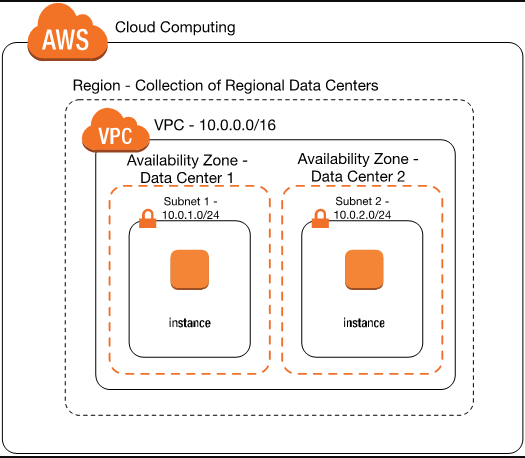 AWS
Cloud Computing
Region - Collection of Regional Data Centers
VPC
VPC - 10.0.0.0/16
Availability Zone -
Data Center 1
Availability Zone -
Data Center 2
Subnet 1 -
10.0.1.0/24
Subnet 2 -
10.0.2.0/24
instance
instance